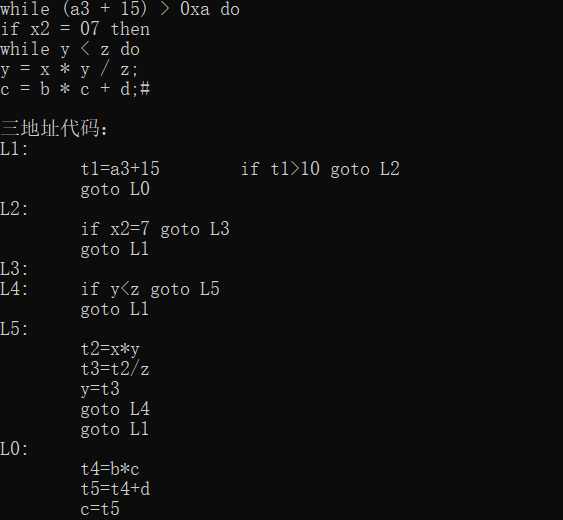 while (a3 + 15) > 0xa do
if x2 = 07 then
while y < z do
y = x * y / z;
c = b * c + d;#
三地址代码:
L1:
t1=a3+15 if t1>10 goto L2
goto L0
L2:
if x2=7 goto L3
goto L1
L3:
L4: if y<z goto L5
goto L1
L5:
t2=x*y
t3=t2/z
y=t3
goto L4
goto L1
L0:
t4=b*c
t5=t4+d
c=t5